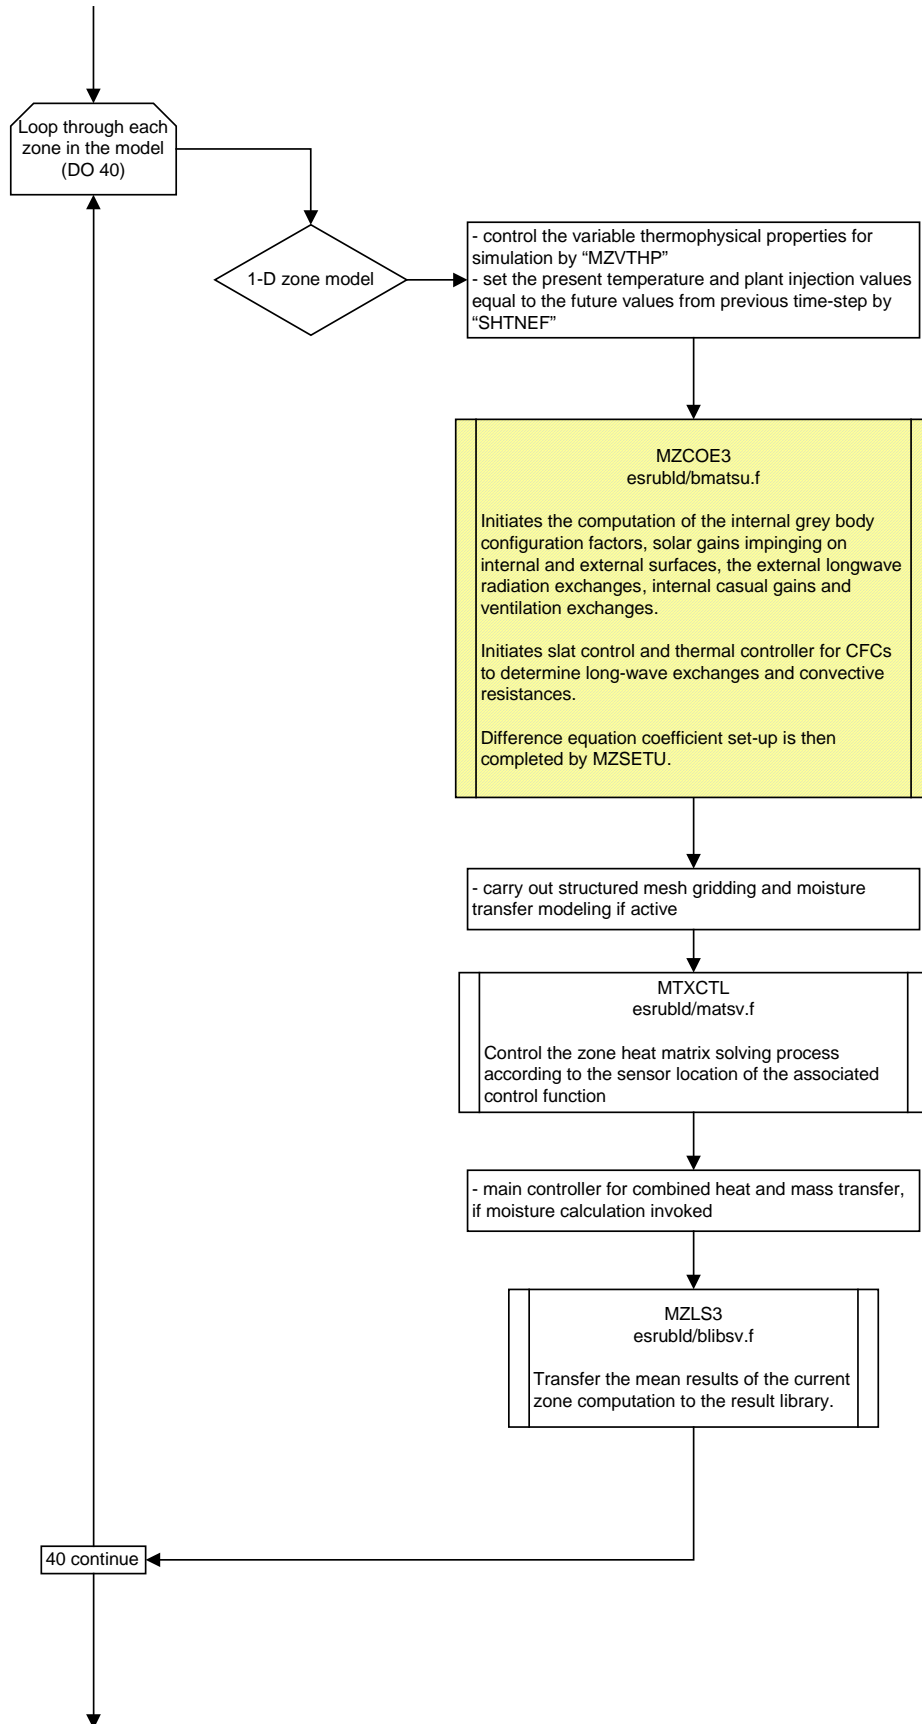 Loop through each
zone in the model
(DO 40)
1-D zone model
- control the variable thermophysical properties for
simulation by “MZVTHP”
- set the present temperature and plant injection values
equal to the future values from previous time-step by
“SHTNEF”
MZCOE3
esrubld/bmatsu.f
Initiates the computation of the internal grey body
configuration factors, solar gains impinging on
internal and external surfaces, the external longwave
radiation exchanges, internal casual gains and
ventilation exchanges.
Initiates slat control and thermal controller for CFCs
to determine long-wave exchanges and convective
resistances.
Difference equation coefficient set-up is then
completed by MZSETU.
- carry out structured mesh gridding and moisture
transfer modeling if active
MTXCTL
esrubld/matsv.f
Control the zone heat matrix solving process
according to the sensor location of the associated
control function
- main controller for combined heat and mass transfer,
if moisture calculation invoked
MZLS3
esrubld/blibsv.f
Transfer the mean results of the current
zone computation to the result library.
40 continue